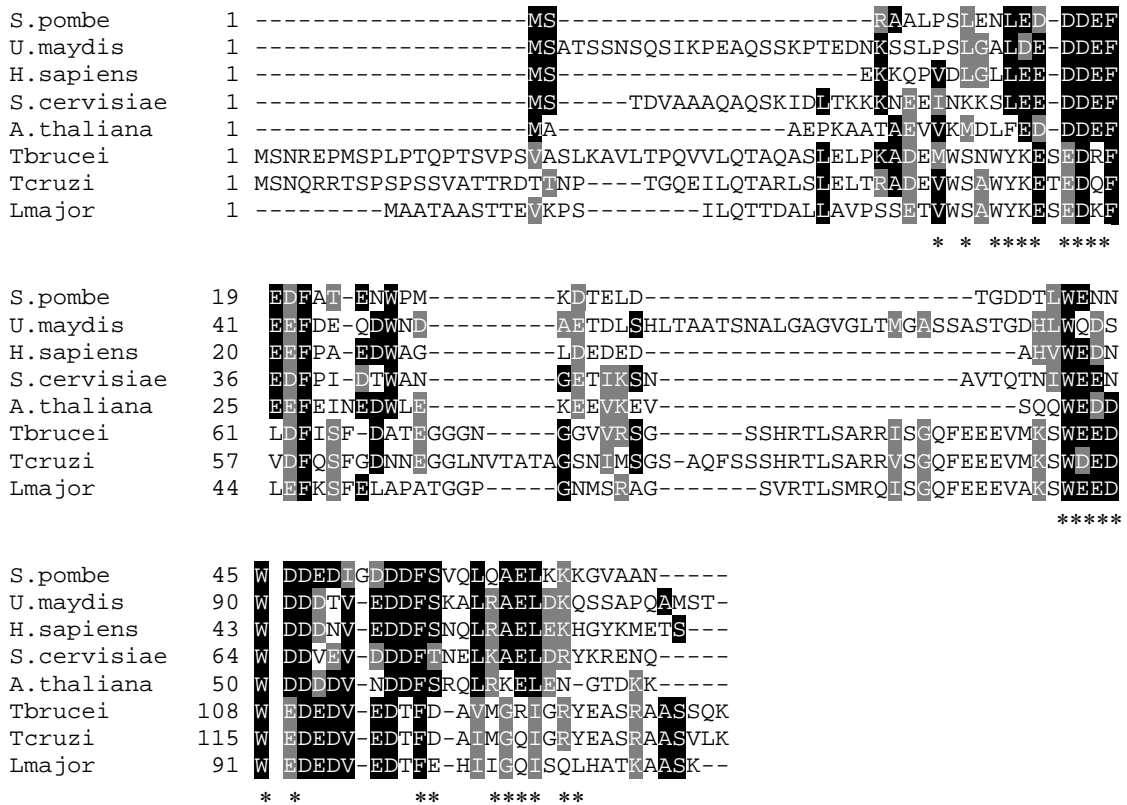 S.pombe 1 -------------------MS----------------------RAALPSLENLED-DDEF
U.maydis 1 -------------------MSATSSNSQSIKPEAQSSKPTEDNKSSLPSLGALDE-DDEF
H.sapiens 1 -------------------MS---------------------EKKQPVDLGLLEE-DDEF
S.cervisiae 1 -------------------MS-----TDVAAAQAQSKIDLTKKKNEEINKKSLEE-DDEF
A.thaliana 1 -------------------MA----------------AEPKAATAEVVKMDLFED-DDEF
Tbrucei 1 MSNREPMSPLPTQPTSVPSVASLKAVLTPQVVLQTAQASLELPKADEMWSNWYKESEDRF
Tcruzi 1 MSNQRRTSPSPSSVATTRDTTNP----TGQEILQTARLSLELTRADEVWSAWYKETEDQF
Lmajor 1 ---------MAATAASTTEVKPS--------ILQTTDALLAVPSSETVWSAWYKESEDKF
* * **** ****
S.pombe 19 EDFAT-ENWPM---------KDTELD-----------------------TGDDTLWENN
U.maydis 41 EEFDE-QDWND---------AETDLSHLTAATSNALGAGVGLTMGASSASTGDHLWQDS
H.sapiens 20 EEFPA-EDWAG---------LDEDED--------------------------AHVWEDN
S.cervisiae 36 EDFPI-DTWAN---------GETIKSN---------------------AVTQTNIWEEN
A.thaliana 25 EEFEINEDWLE---------KEEVKEV-------------------------SQQWEDD
Tbrucei 61 LDFISF-DATEGGGN-----GGVVRSG------SSHRTLSARRISGQFEEEVMKSWEED
Tcruzi 57 VDFQSFGDNNEGGLNVTATAGSNIMSGS-AQFSSSHRTLSARRVSGQFEEEVMKSWDED
Lmajor 44 LEFKSFELAPATGGP-----GNMSRAG-------SVRTLSMRQISGQFEEEVAKSWEED
*****
S.pombe 45 W DDEDIGDDDFSVQLQAELKKKGVAAN-----
U.maydis 90 W DDDTV-EDDFSKALRAELDKQSSAPQAMST-
H.sapiens 43 W DDDNV-EDDFSNQLRAELEKHGYKMETS---
S.cervisiae 64 W DDVEV-DDDFTNELKAELDRYKRENQ-----
A.thaliana 50 W DDDDV-NDDFSRQLRKELEN-GTDKK-----
Tbrucei 108 W EDEDV-EDTFD-AVMGRIGRYEASRAASSQK
Tcruzi 115 W EDEDV-EDTFD-AIMGQIGRYEASRAASVLK
Lmajor 91 W EDEDV-EDTFE-HIIGQISQLHATKAASK--
* * ** **** **